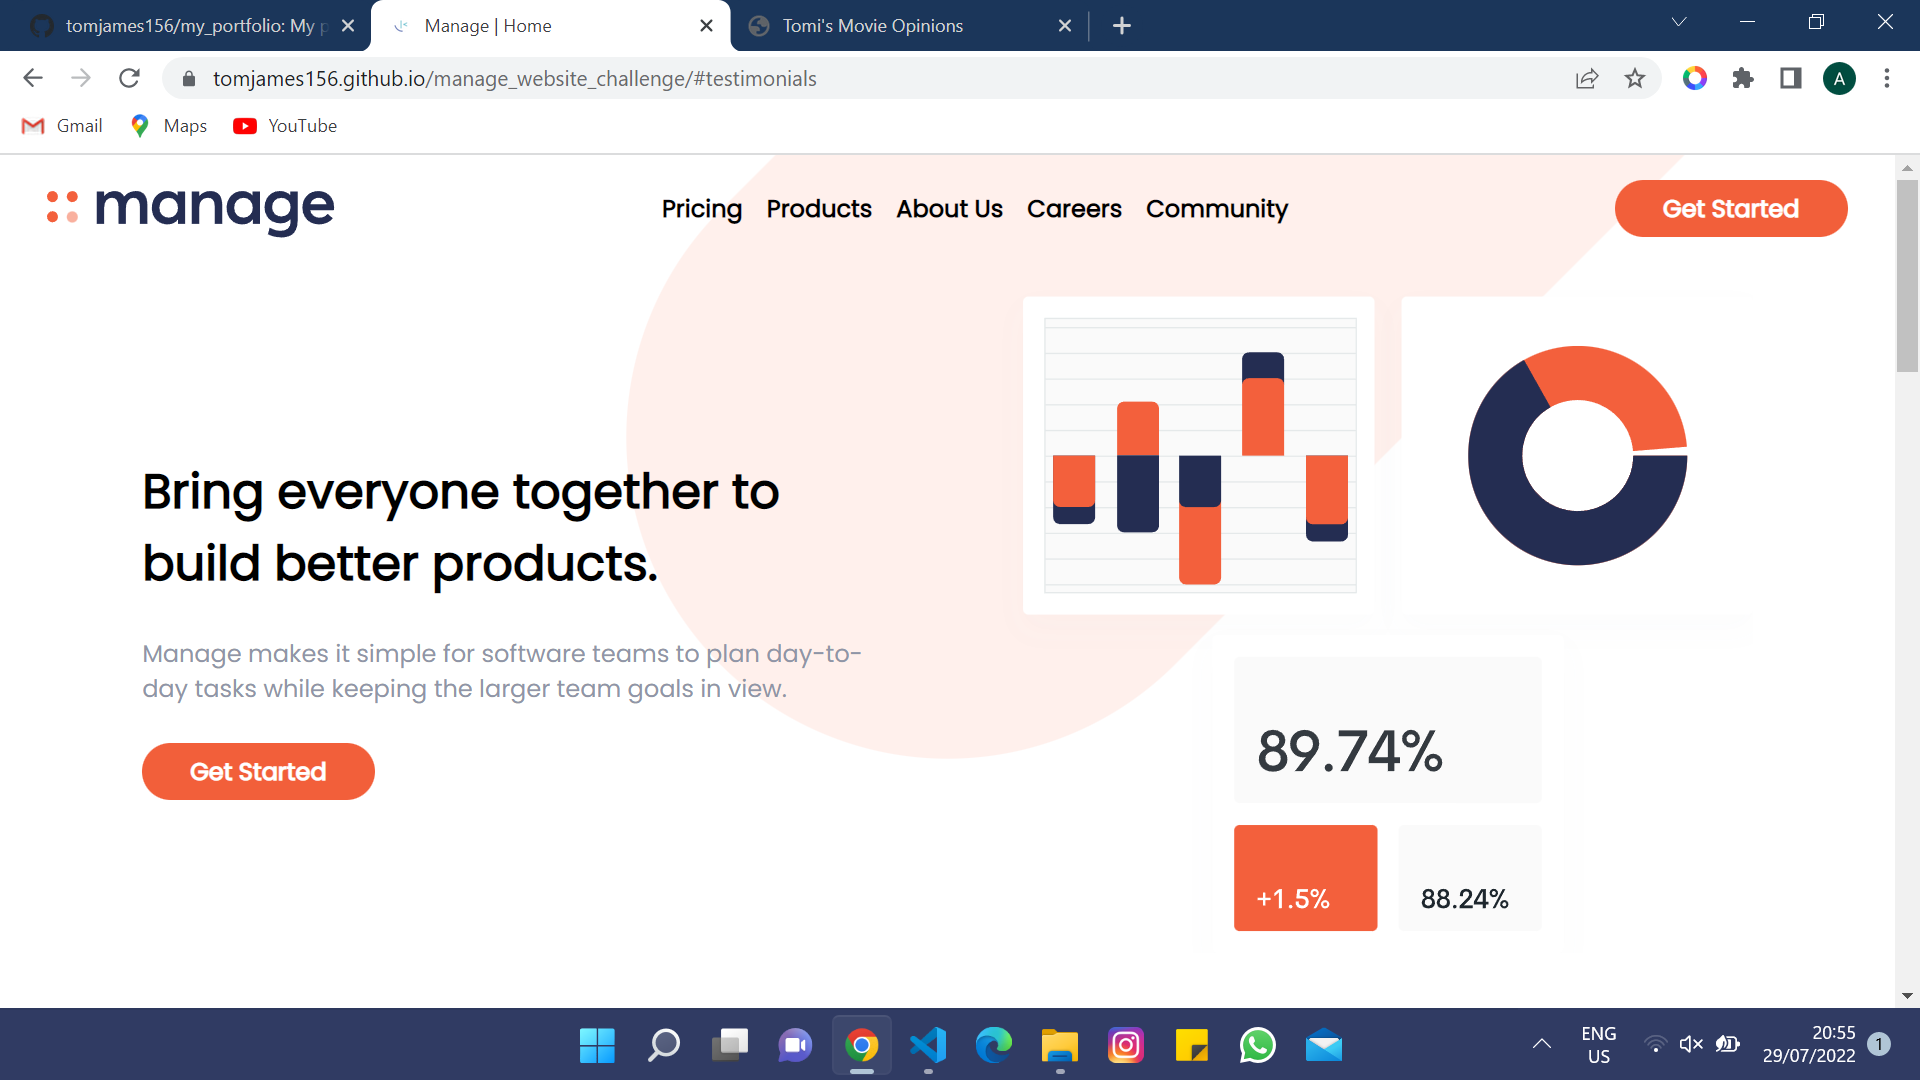 tomjames156/my_portfolio: My p
Manage | Home
Tomi's Movie Opinions
tomjames156.github.io/manage_website_challenge/#testimonials
A
Gmail
Maps
YouTube
manage
Pricing
Products
About Us
Careers
Community
Get Started
Bring everyone together to
build better products.
Manage makes it simple for software teams to plan day-to-
day tasks while keeping the larger team goals in view.
Get Started
89.74%
+1.5%
88.24%
ENG
US
20:55
29/07/2022
1